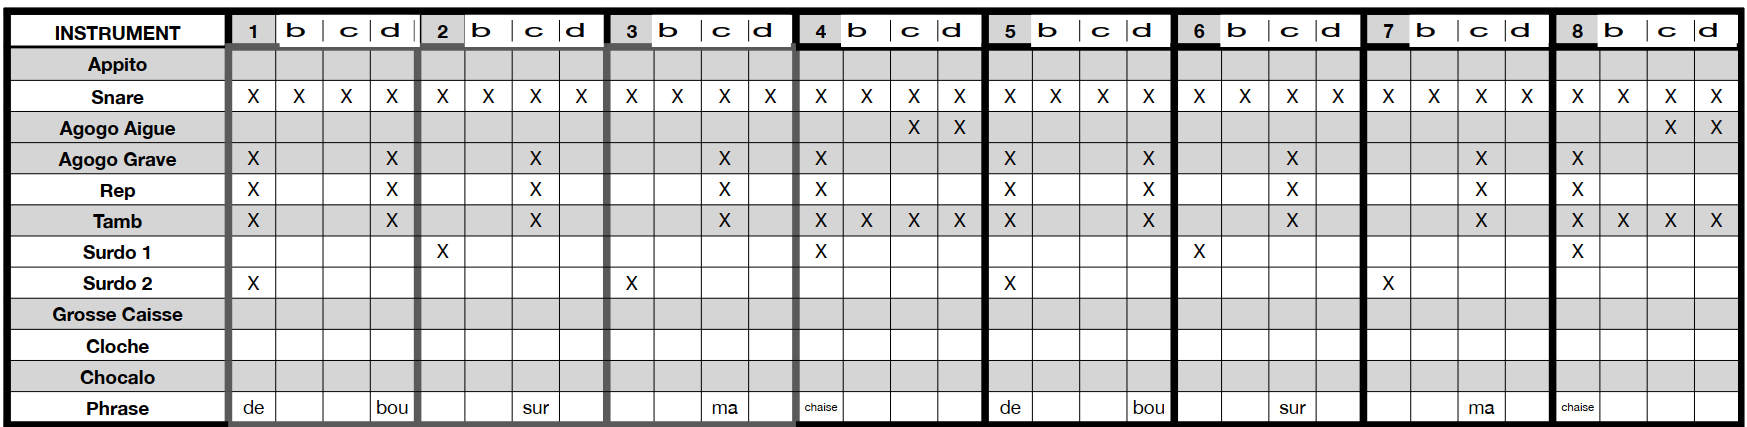 INSTRUMENT 1 b c d 2 b c d 3 b c d 4 b c d 5 b c d 6 b c d 7 b c d 8 b c d
Appito
Snare X X X X X X X X X X X X X X X X X X X X X X X X X X X X X X X X
Agogo Aigue X X X X
Agogo Grave X X X X X X X X X X
Rep X X X X X X X X X X
Tamb X X X X X X X X X X X X X X X X
Surdo 1 X X X X
Surdo 2 X X X X
Grosse Caisse
Cloche
Chocalo
Phrase de bou sur ma chaise de bou sur ma chaise